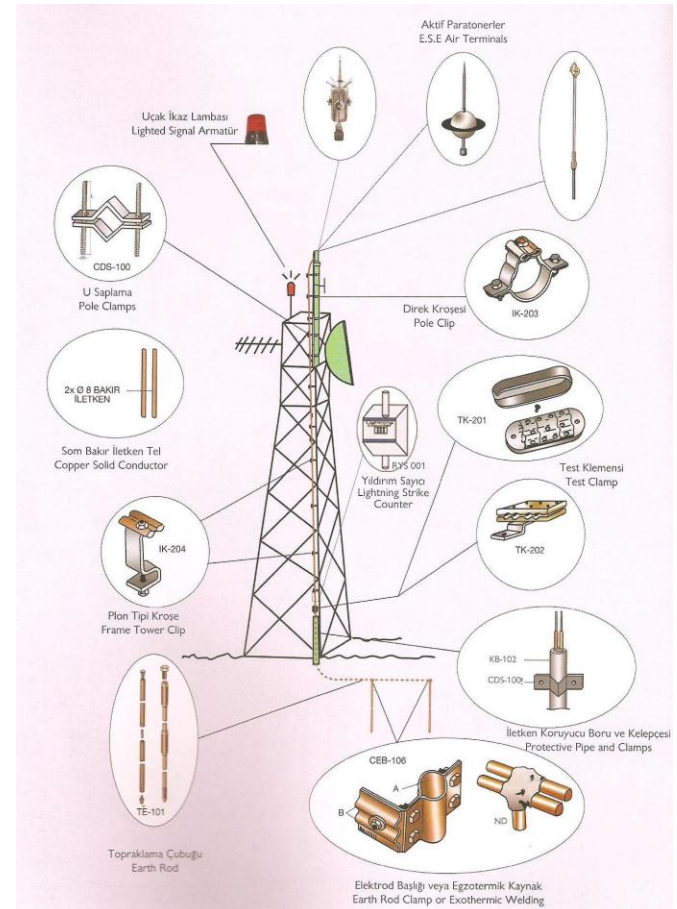 Aktif Paratonerler
E.S.E Air Terminals
Uçak İkaz Lambası
Lighted Signal Armatür
CDS-100
U Saplama
Pole Clamps
Direk Kroşesi
Pole Clip
IK-203
2x Ø 8 BAKIR
İLETKEN
Som Bakır İletken Tel
Copper Solid Conductor
RYS 001
Yıldırım Sayıcı
Lightning Strike
Counter
TK-201
Test Klemensi
Test Clamp
TK-202
IK-204
Plon Tipi Kroşe
Frame Tower Clip
KB-102
CDS-100
İletken Koruyucu Boru ve Kelepçesi
Protective Pipe and Clamps
TE-101
Topraklama Çubuğu
Earth Rod
CEB-106
A
B
ND
Elektrod Başlığı veya Egzotermik Kaynak
Earth Rod Clamp or Exothermic Welding